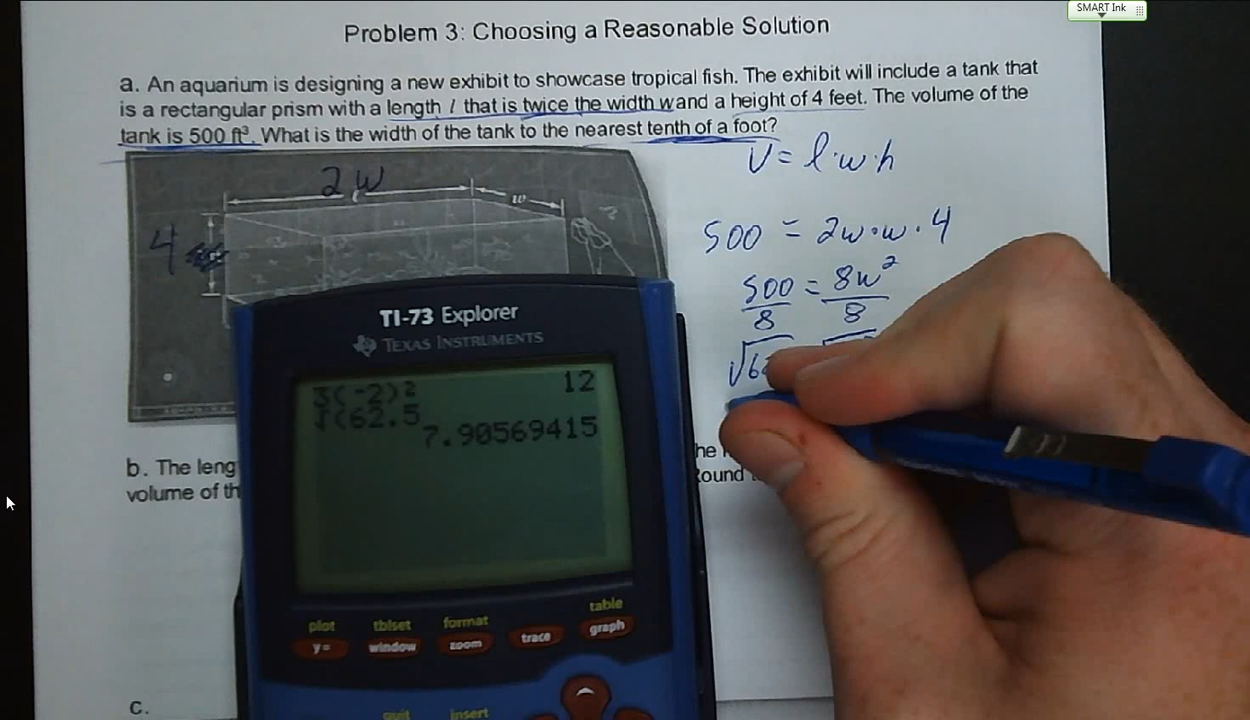 SMART Ink
Problem 3: Choosing a Reasonable Solution
a. An aquarium is designing a new exhibit to showcase tropical fish. The exhibit will include a tank that
is a rectangular prism with a length l that is twice the width w and a height of 4 feet. The volume of the
tank is 500 ft³. What is the width of the tank to the nearest tenth of a foot?
V = l·w·h
2w
w
4
500 = 2w·w·4
500 = 8w²
8 8
TI-73 Explorer
TEXAS INSTRUMENTS
3(-2)² 12
√(62.5
7.90569415
b. The leng
volume of th
plot tblset format table
y= window zoom trace graph
quit insert
c.